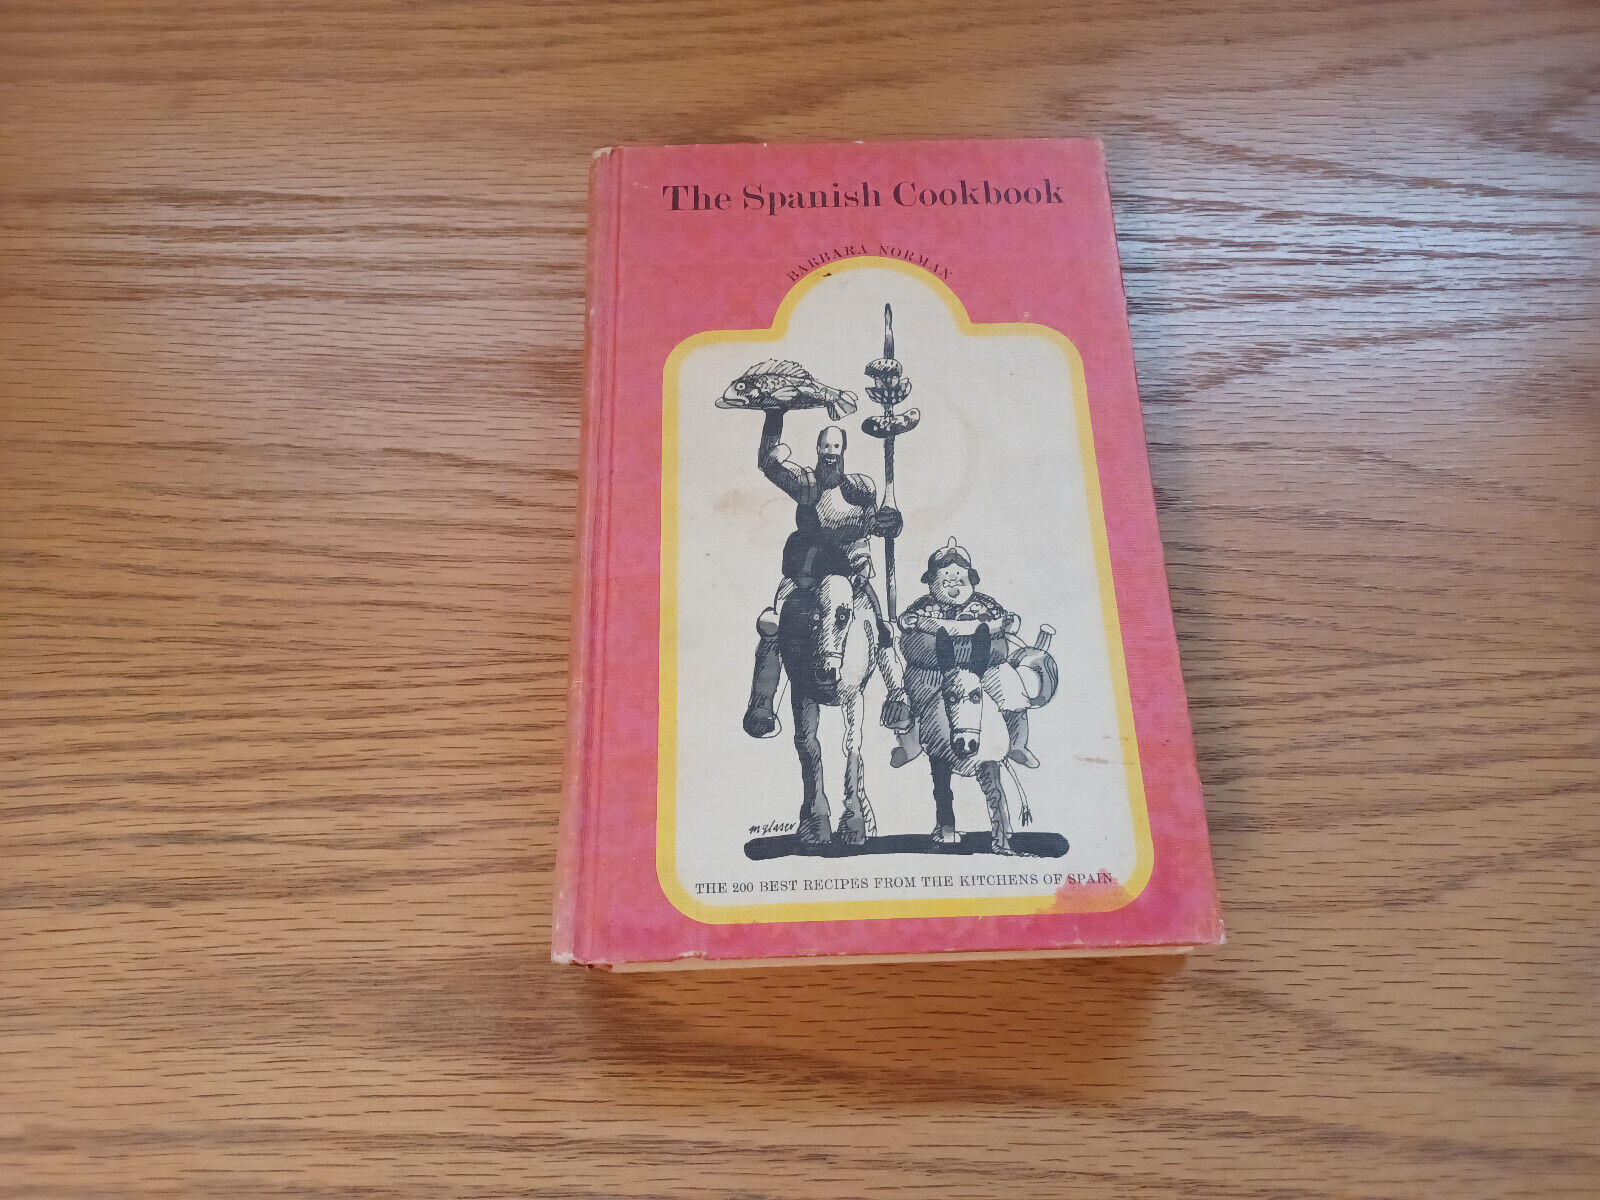 The Spanish Cookbook
BARBARA NORMAN
mglaser
THE 200 BEST RECIPES FROM THE KITCHENS OF SPAIN